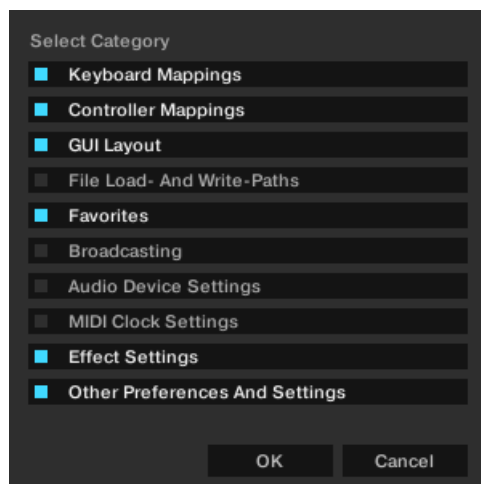 Select Category
Keyboard Mappings
Controller Mappings
GUI Layout
File Load- And Write-Paths
Favorites
Broadcasting
Audio Device Settings
MIDI Clock Settings
Effect Settings
Other Preferences And Settings
OK Cancel